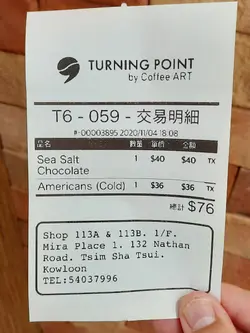 TURNING POINT
by Coffee ART
T6 - 059 - 交易明細
#-00003895 2020/11/04 18:08
品名 數量 單價 金額
Sea Salt 1 $40 $40 TX
Chocolate
Americans (Cold) 1 $36 $36 TX
總計 $76
Shop 113A & 113B. 1/F.
Mira Place 1. 132 Nathan
Road. Tsim Sha Tsui.
Kowloon
TEL:54037996